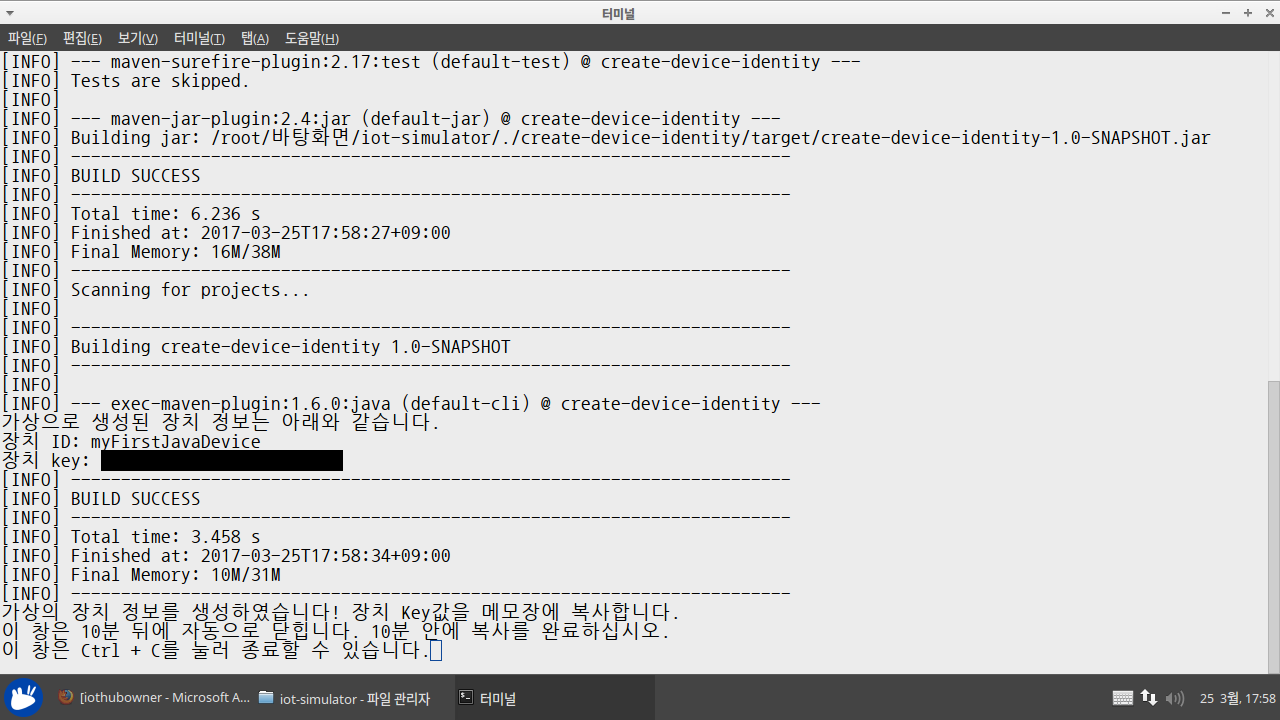 터미널
파일(F) 편집(E) 보기(V) 터미널(T) 탭(A) 도움말(H)
[INFO] --- maven-surefire-plugin:2.17:test (default-test) @ create-device-identity ---
[INFO] Tests are skipped.
[INFO]
[INFO] --- maven-jar-plugin:2.4:jar (default-jar) @ create-device-identity ---
[INFO] Building jar: /root/바탕화면/iot-simulator/./create-device-identity/target/create-device-identity-1.0-SNAPSHOT.jar
[INFO] ------------------------------------------------------------------------
[INFO] BUILD SUCCESS
[INFO] ------------------------------------------------------------------------
[INFO] Total time: 6.236 s
[INFO] Finished at: 2017-03-25T17:58:27+09:00
[INFO] Final Memory: 16M/38M
[INFO] ------------------------------------------------------------------------
[INFO] Scanning for projects...
[INFO]
[INFO] ------------------------------------------------------------------------
[INFO] Building create-device-identity 1.0-SNAPSHOT
[INFO] ------------------------------------------------------------------------
[INFO]
[INFO] --- exec-maven-plugin:1.6.0:java (default-cli) @ create-device-identity ---
가상으로 생성된 장치 정보는 아래와 같습니다.
장치 ID: myFirstJavaDevice
장치 key:
[INFO] ------------------------------------------------------------------------
[INFO] BUILD SUCCESS
[INFO] ------------------------------------------------------------------------
[INFO] Total time: 3.458 s
[INFO] Finished at: 2017-03-25T17:58:34+09:00
[INFO] Final Memory: 10M/31M
[INFO] ------------------------------------------------------------------------
가상의 장치 정보를 생성하였습니다! 장치 Key값을 메모장에 복사합니다.
이 창은 10분 뒤에 자동으로 닫힙니다. 10분 안에 복사를 완료하십시오.
이 창은 Ctrl + C를 눌러 종료할 수 있습니다.
[iothubowner - Microsoft A... iot-simulator - 파일 관리자 터미널 25 3월, 17:58